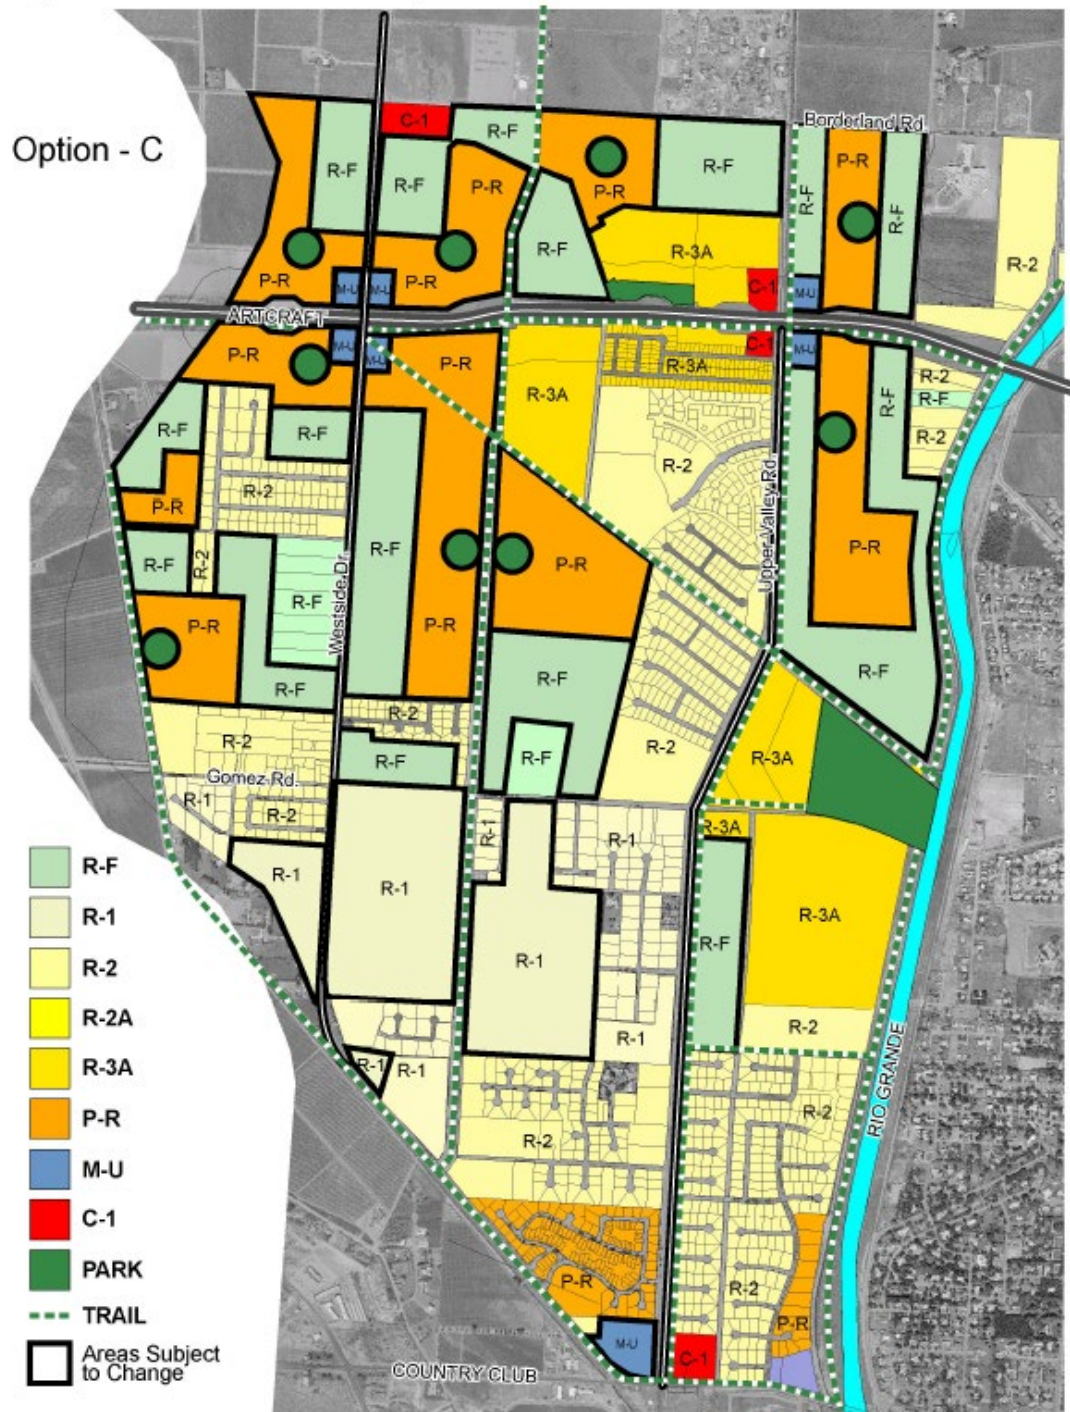 Option - C
C-1
Borderland Rd.
R-F
R-F
R-F
P-R
P-R
R-F
P-R
R-F
R-F
R-F
R-3A
R-2
P-R
P-R
M-U
M-U
C-1
M-U
ARTCRAFT
M-U
M-U
C-1
M-U
P-R
P-R
R-3A
R-3A
R-F
R-2
R-F
R-2
R-F
R-F
R-2
R-2
P-R
Upper Valley Rd.
R-F
R-2
R-F
P-R
P-R
R-F
Westside Dr.
P-R
P-R
R-F
R-F
R-F
R-2
R-2
R-2
R-F
R-F
R-3A
Gomez Rd.
R-1
R-2
R-1
R-1
R-3A
R-1
R-1
R-3A
R-F
R-1
R-2
R-1
R-1
R-1
RIO GRANDE
R-2
R-2
P-R
R-2
P-R
M-U
C-1
COUNTRY CLUB
R-F
R-1
R-2
R-2A
R-3A
P-R
M-U
C-1
PARK
TRAIL
Areas Subject
to Change